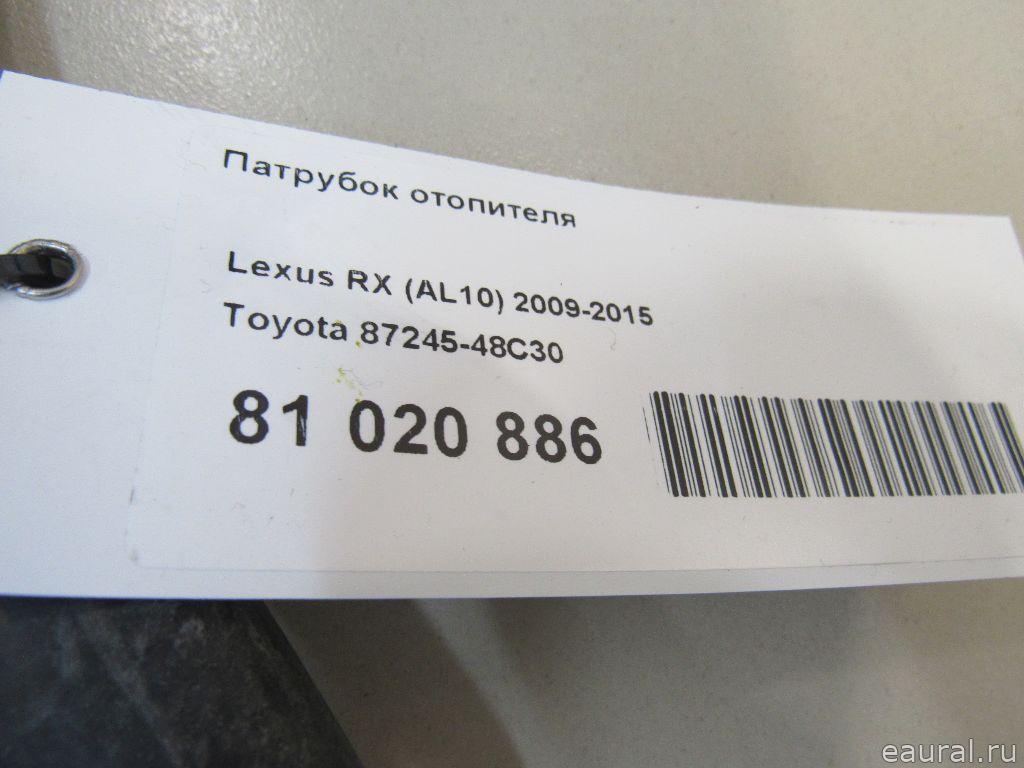 Патрубок отопителя
Lexus RX (AL10) 2009-2015
Toyota 87245-48C30
81 020 886
eaural.ru